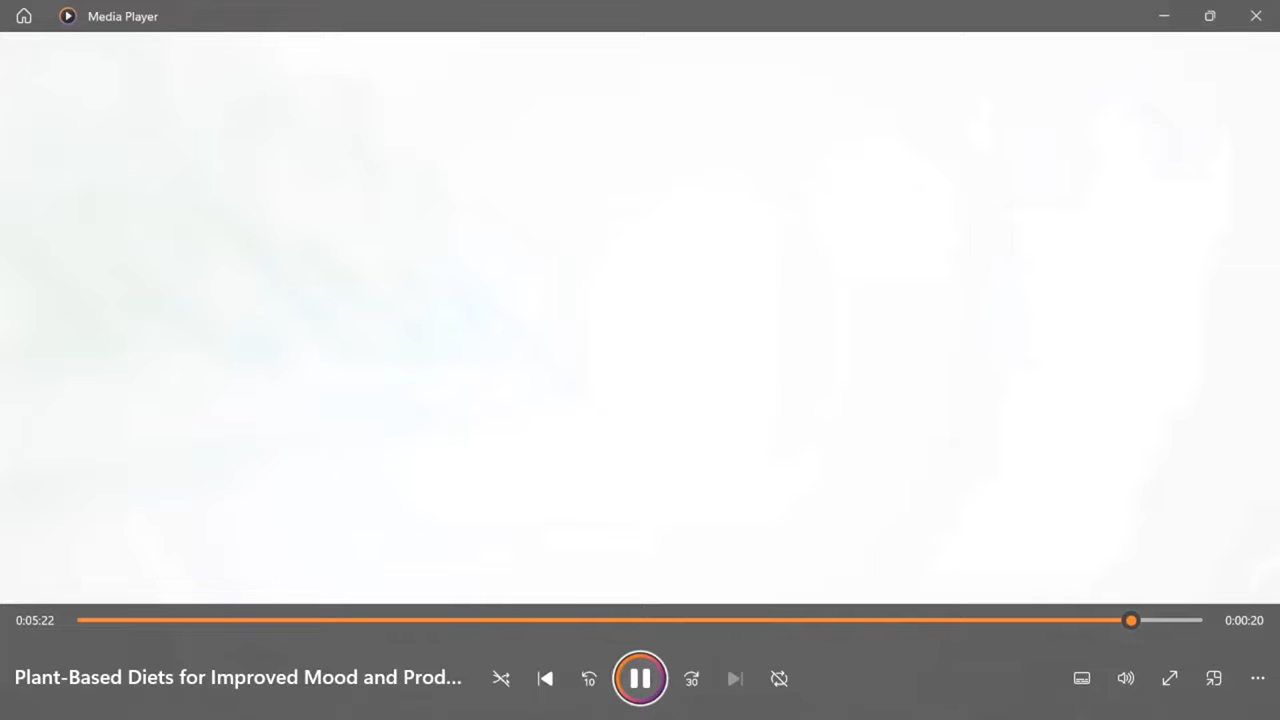 Media Player
0:05:22
0:00:20
Plant-Based Diets for Improved Mood and Prod...
10
30